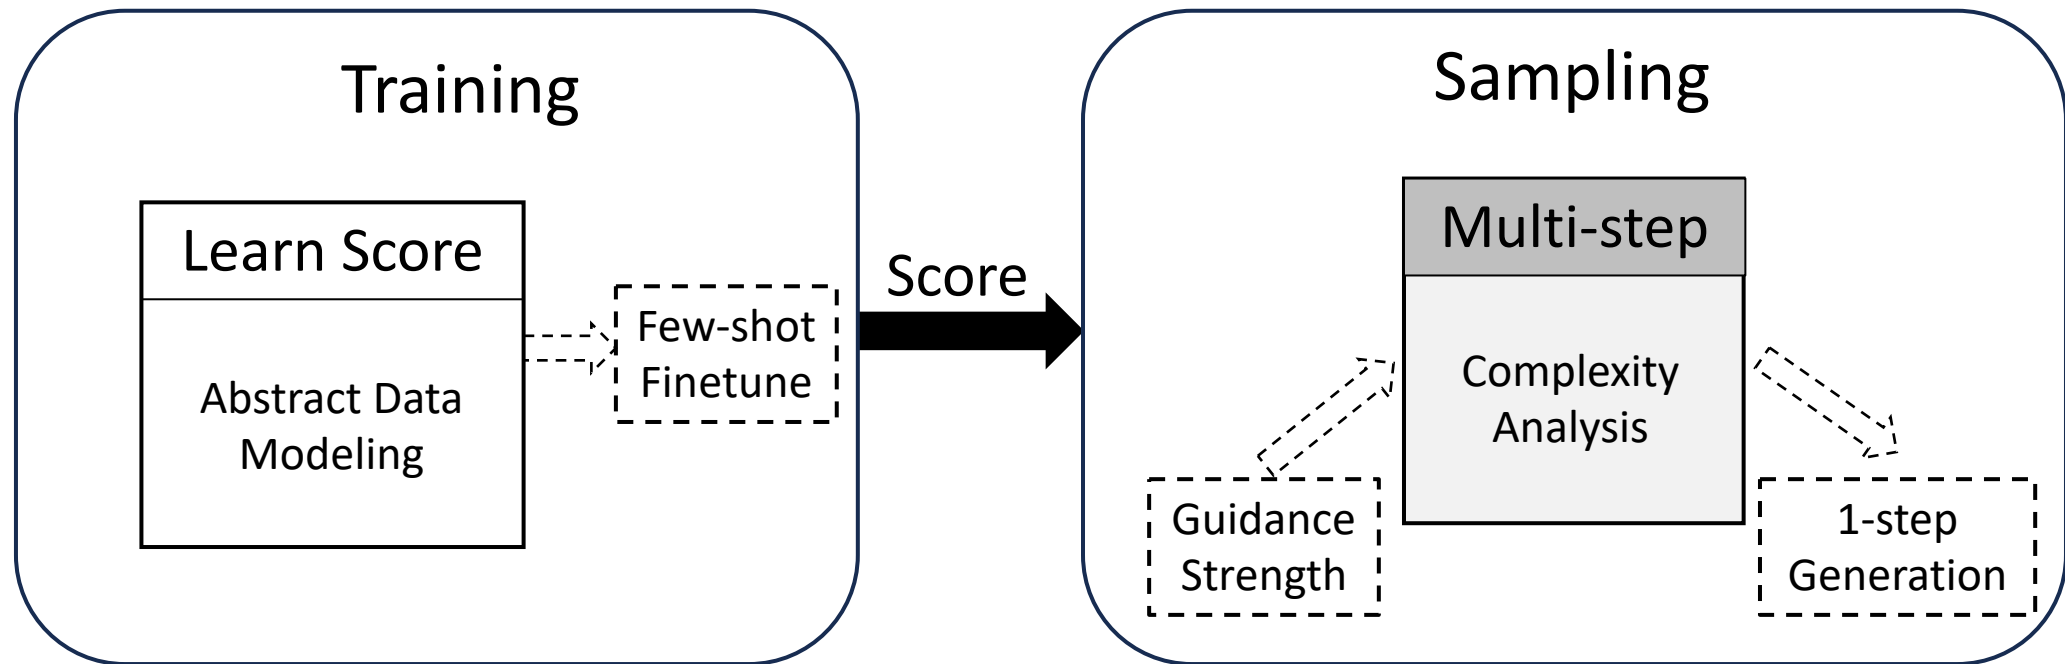 Training
Learn Score
Abstract Data
Modeling
Few-shot
Finetune
Score
Sampling
Multi-step
Complexity
Analysis
Guidance
Strength
1-step
Generation